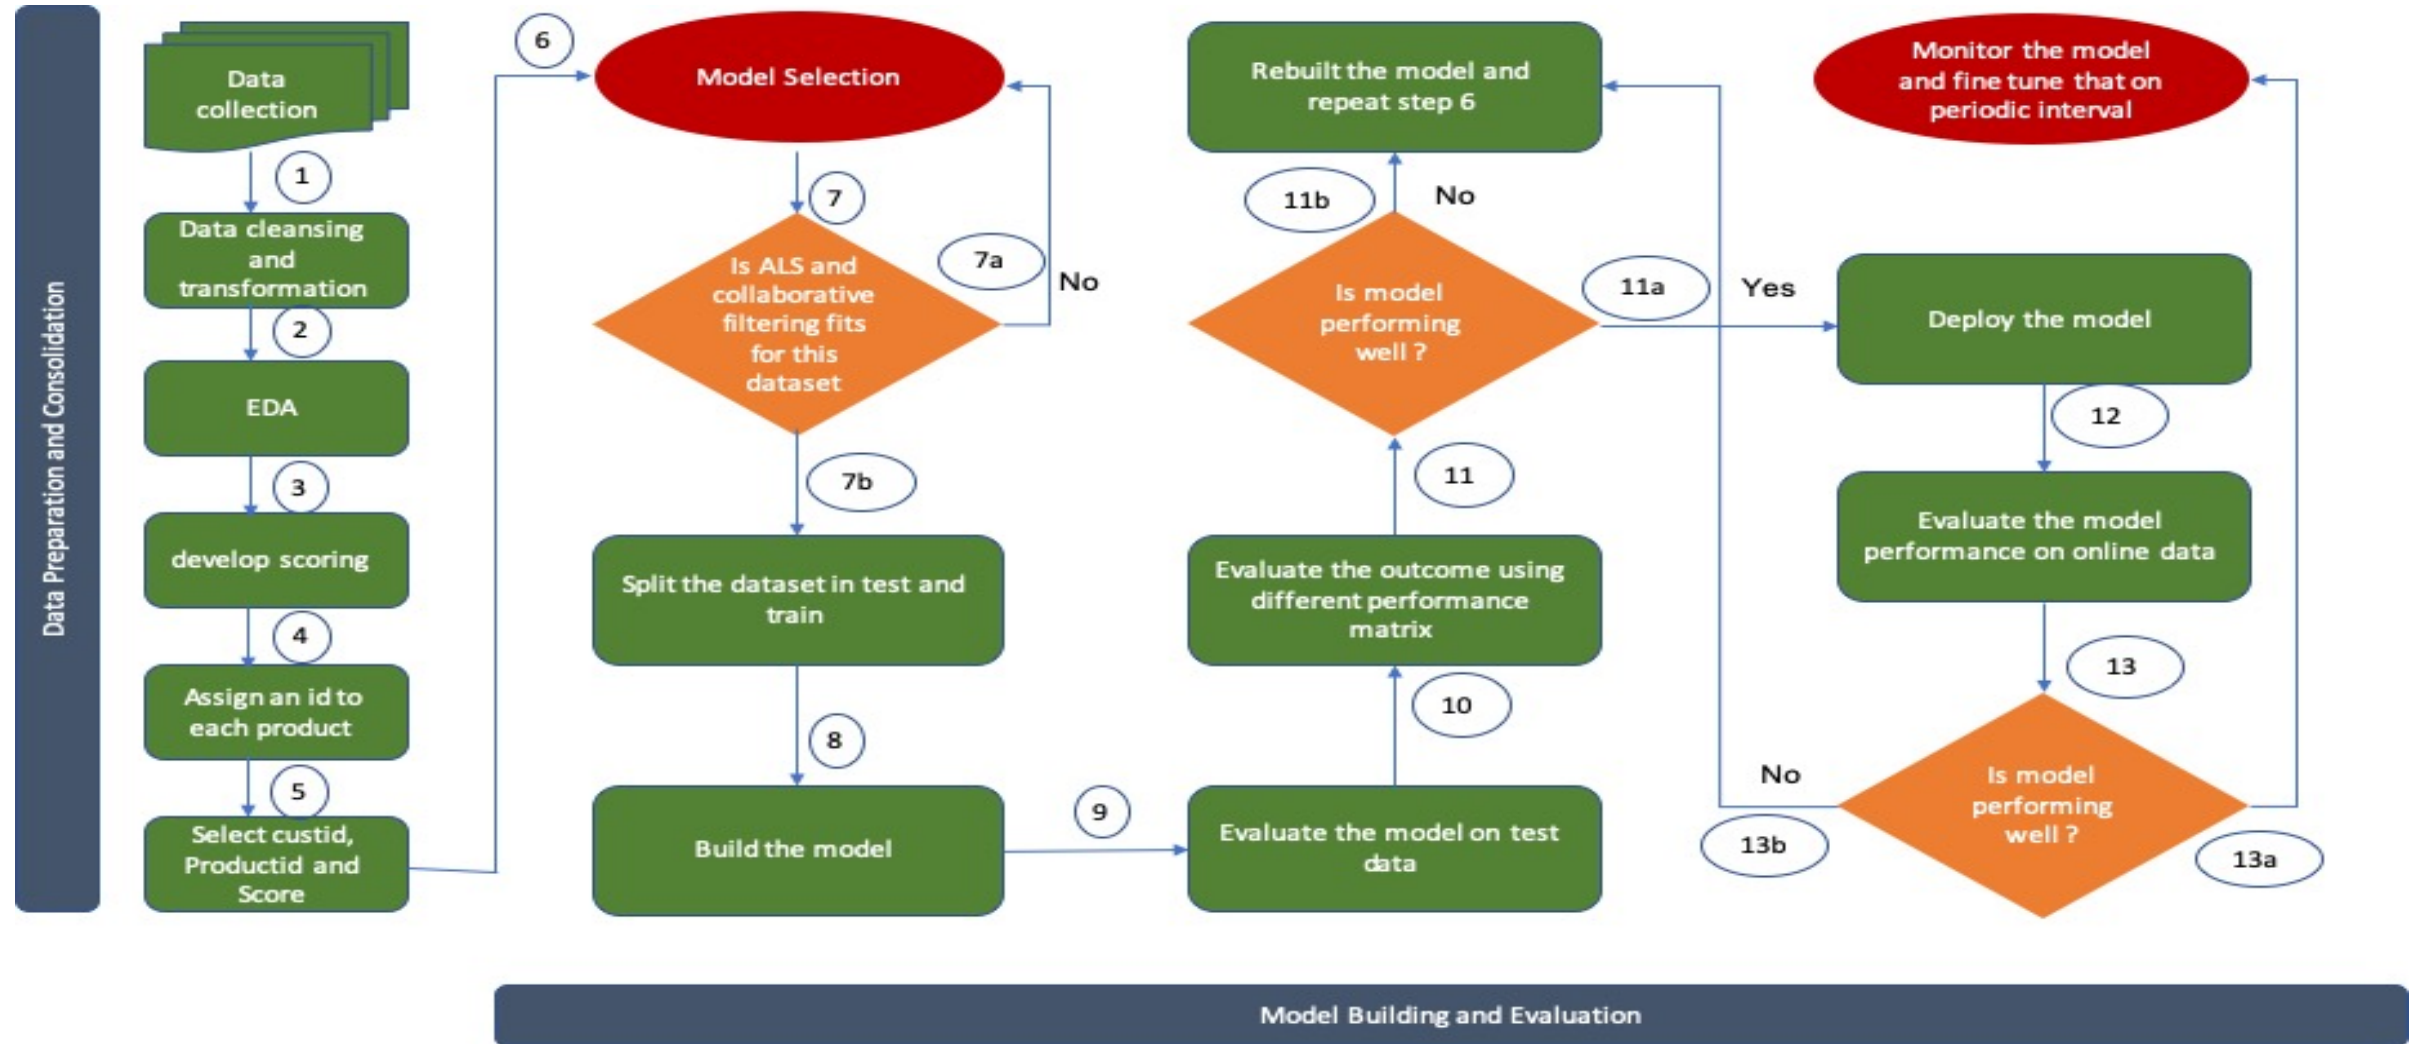 Data Preparation and Consolidation
Data
collection
1
Data cleansing
and
transformation
2
EDA
3
develop scoring
4
Assign an id to
each product
5
Select custid,
Productid and
Score
6
Model Selection
7
Is ALS and
collaborative
filtering fits
for this
dataset
7a
No
7b
Split the dataset in test and
train
8
Build the model
9
Evaluate the model on test
data
10
Evaluate the outcome using
different performance
matrix
11
Is model
performing
well ?
11b
No
Rebuilt the model and
repeat step 6
11a
Yes
Deploy the model
12
Evaluate the model
performance on online data
13
Is model
performing
well ?
No
13b
13a
Monitor the model
and fine tune that on
periodic interval
Model Building and Evaluation